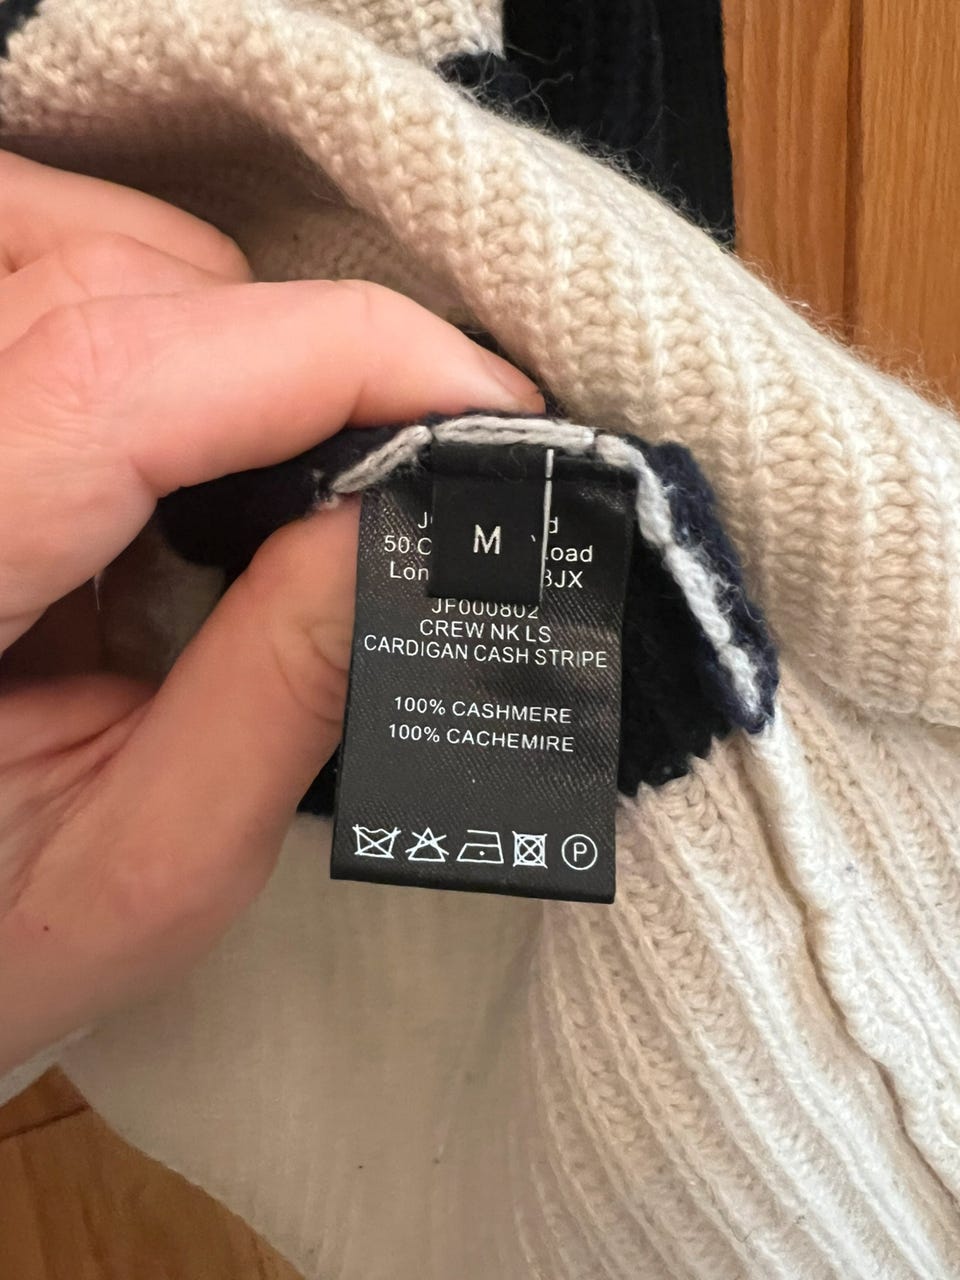 M
50
JF000802
CREW NK LS
CARDIGAN CASH STRIPE
100% CASHMERE
100% CACHEMIRE
P